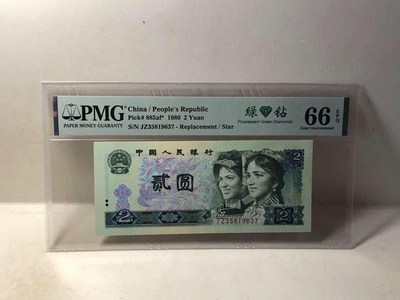 PMG
PAPER MONEY GUARANTY
China / People's Republic
Pick# 885af* 1980 2 Yuan
S/N JZ35819637 - Replacement / Star
绿 钻
Fluorescent Green Diamonds
66 EPQ
Gem Uncirculated
中国人民银行
2
贰圆
2
2
JZ35819637